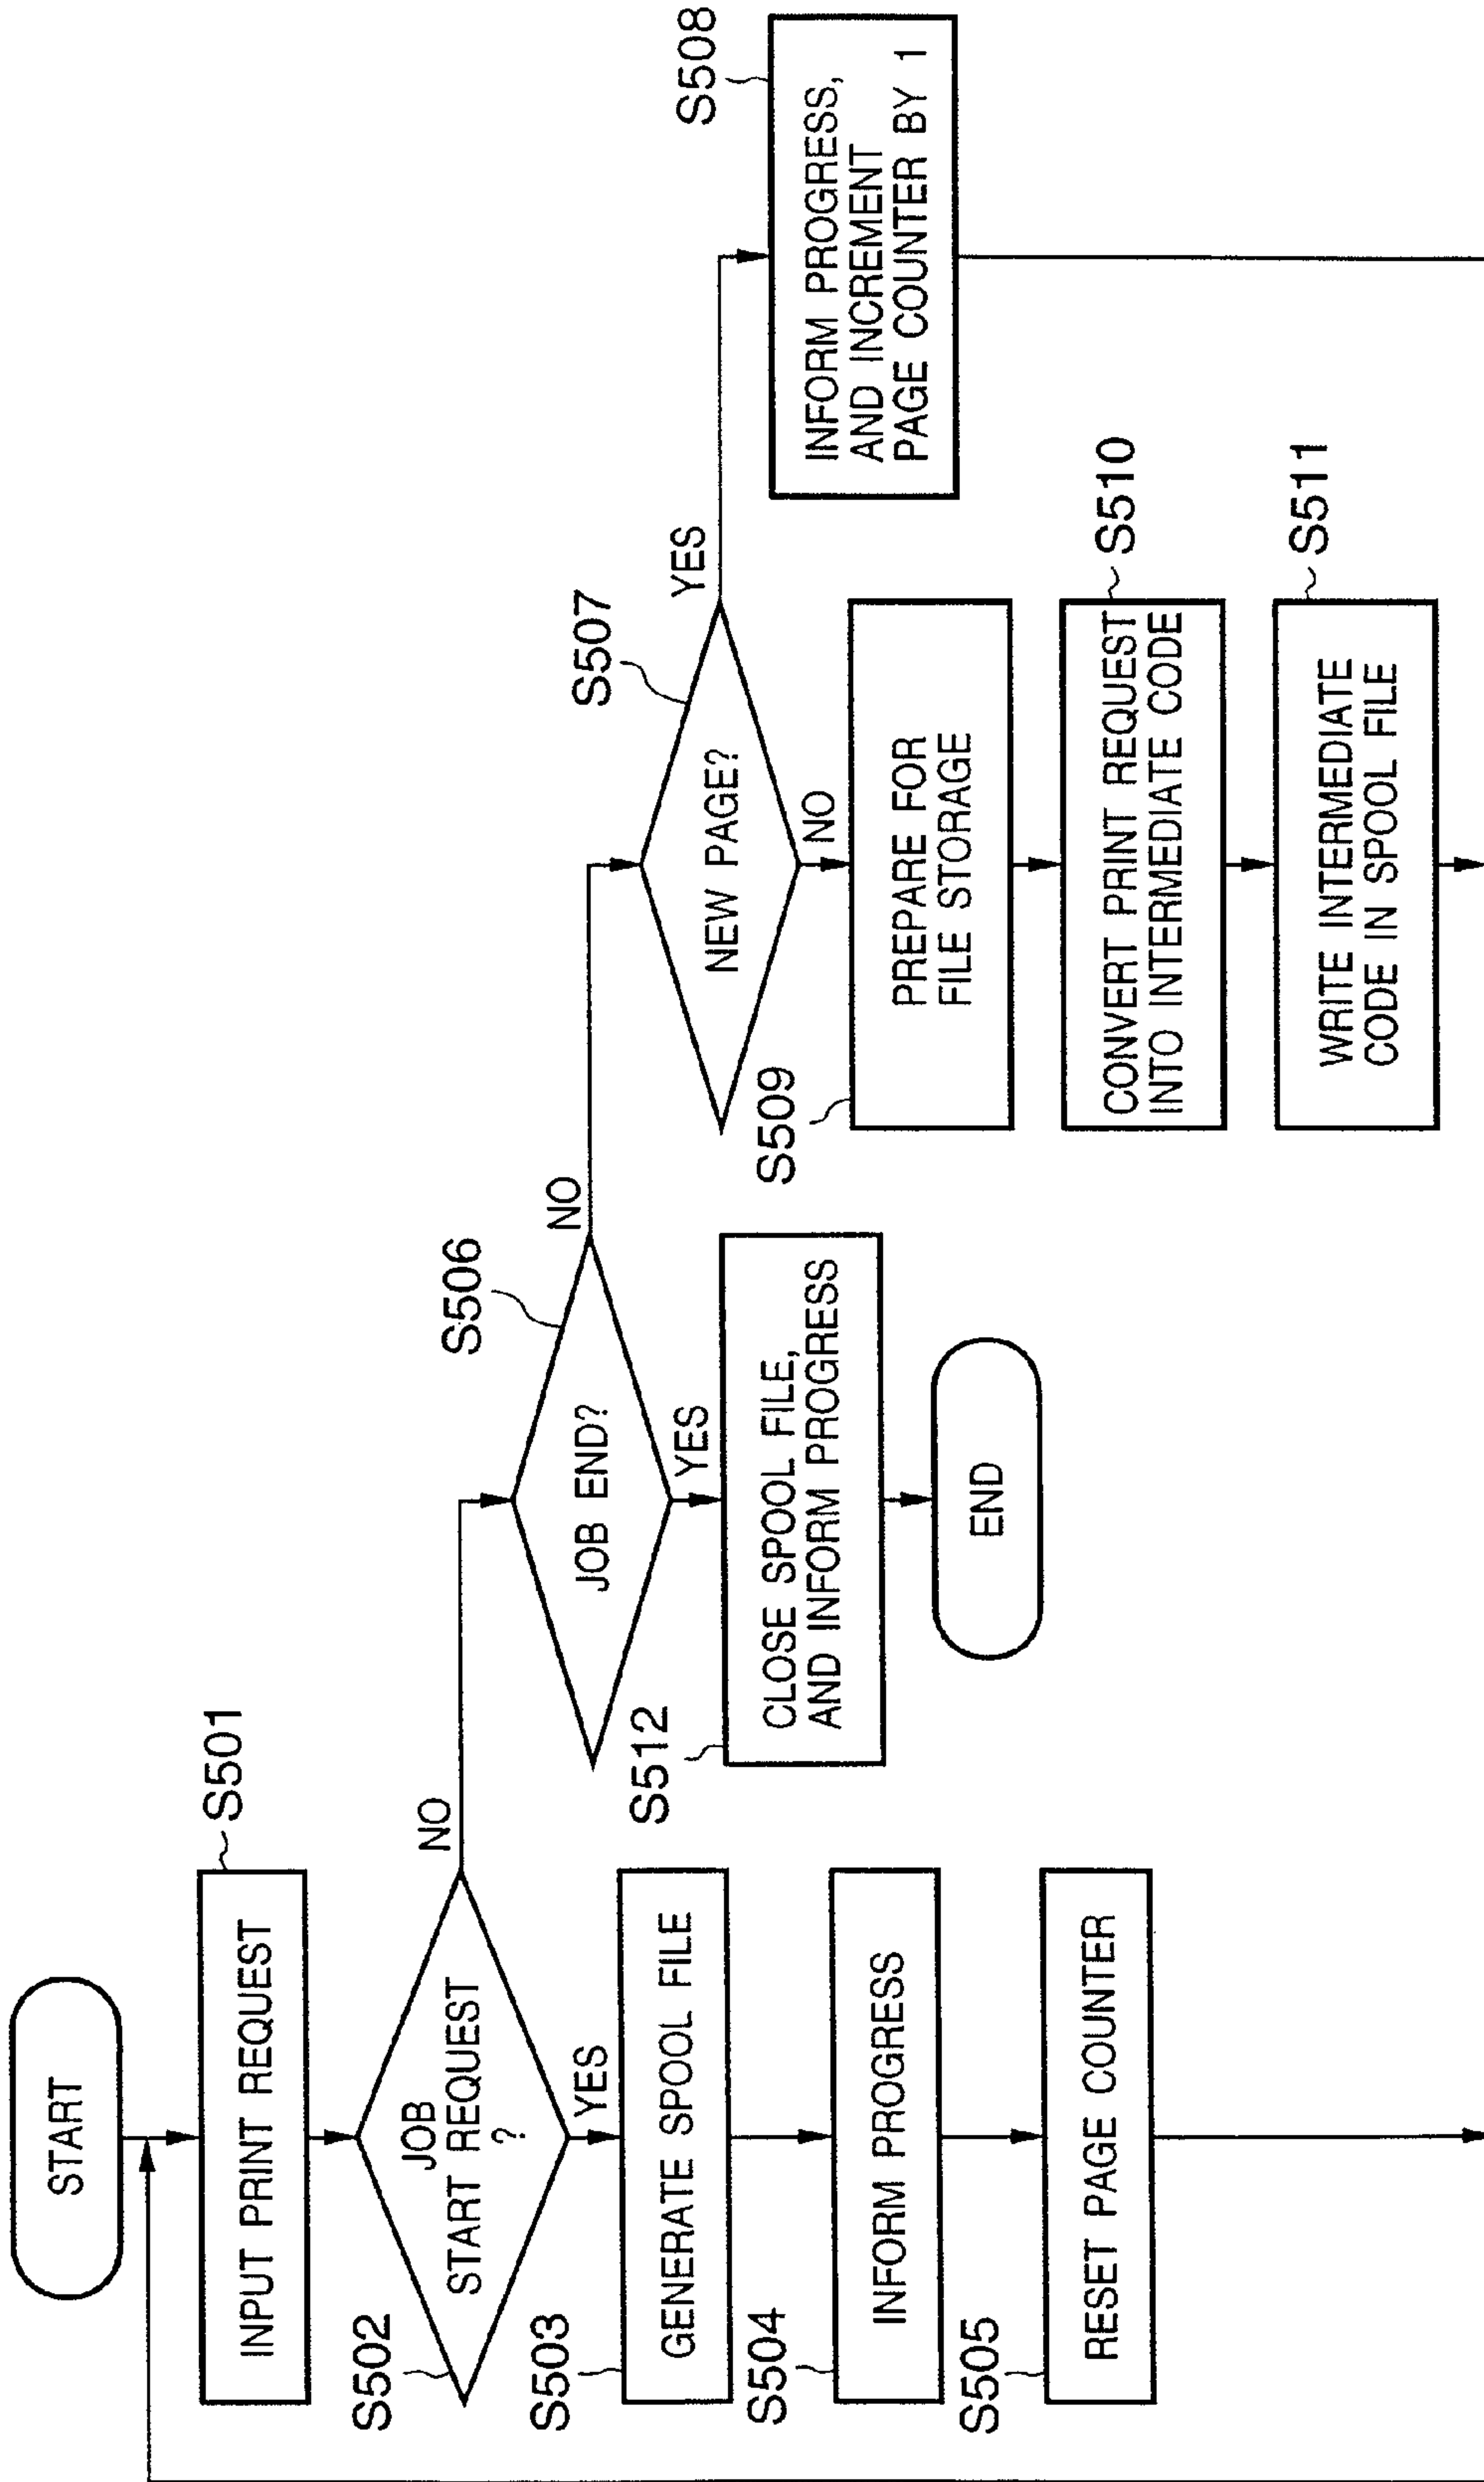 START
S501
INPUT PRINT REQUEST
S502
JOB
START REQUEST
?
NO
YES
S503
GENERATE SPOOL FILE
S504
INFORM PROGRESS
S505
RESET PAGE COUNTER
S506
JOB END?
NO
YES
S512
CLOSE SPOOL FILE,
AND INFORM PROGRESS
END
S507
NEW PAGE?
YES
NO
S508
INFORM PROGRESS,
AND INCREMENT
PAGE COUNTER BY 1
S509
PREPARE FOR
FILE STORAGE
S510
CONVERT PRINT REQUEST
INTO INTERMEDIATE CODE
S511
WRITE INTERMEDIATE
CODE IN SPOOL FILE